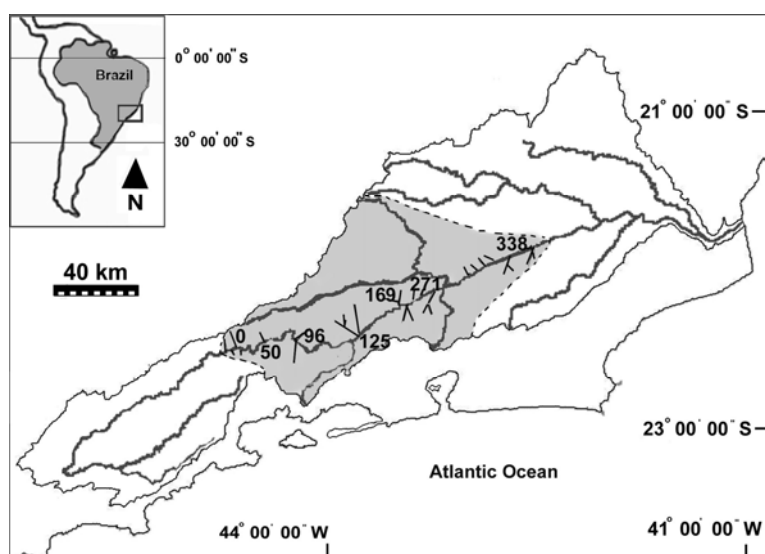 0° 00' 00" S
Brazil
30° 00' 00" S
N
40 km
21° 00' 00" S
338
271
169
0
96
50
125
23° 00' 00" S
Atlantic Ocean
44° 00' 00" W
41° 00' 00" W